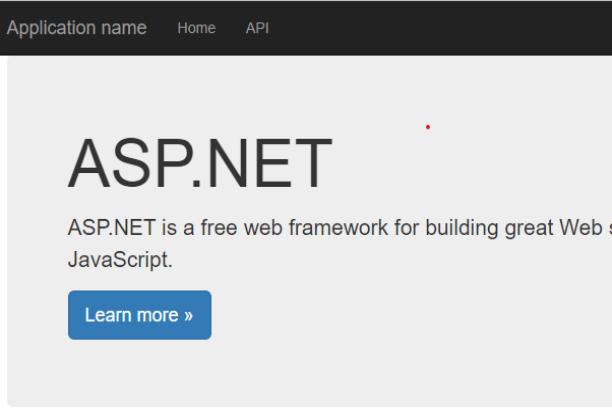 Application name Home API
ASP.NET
ASP.NET is a free web framework for building great Web
JavaScript.
Learn more »